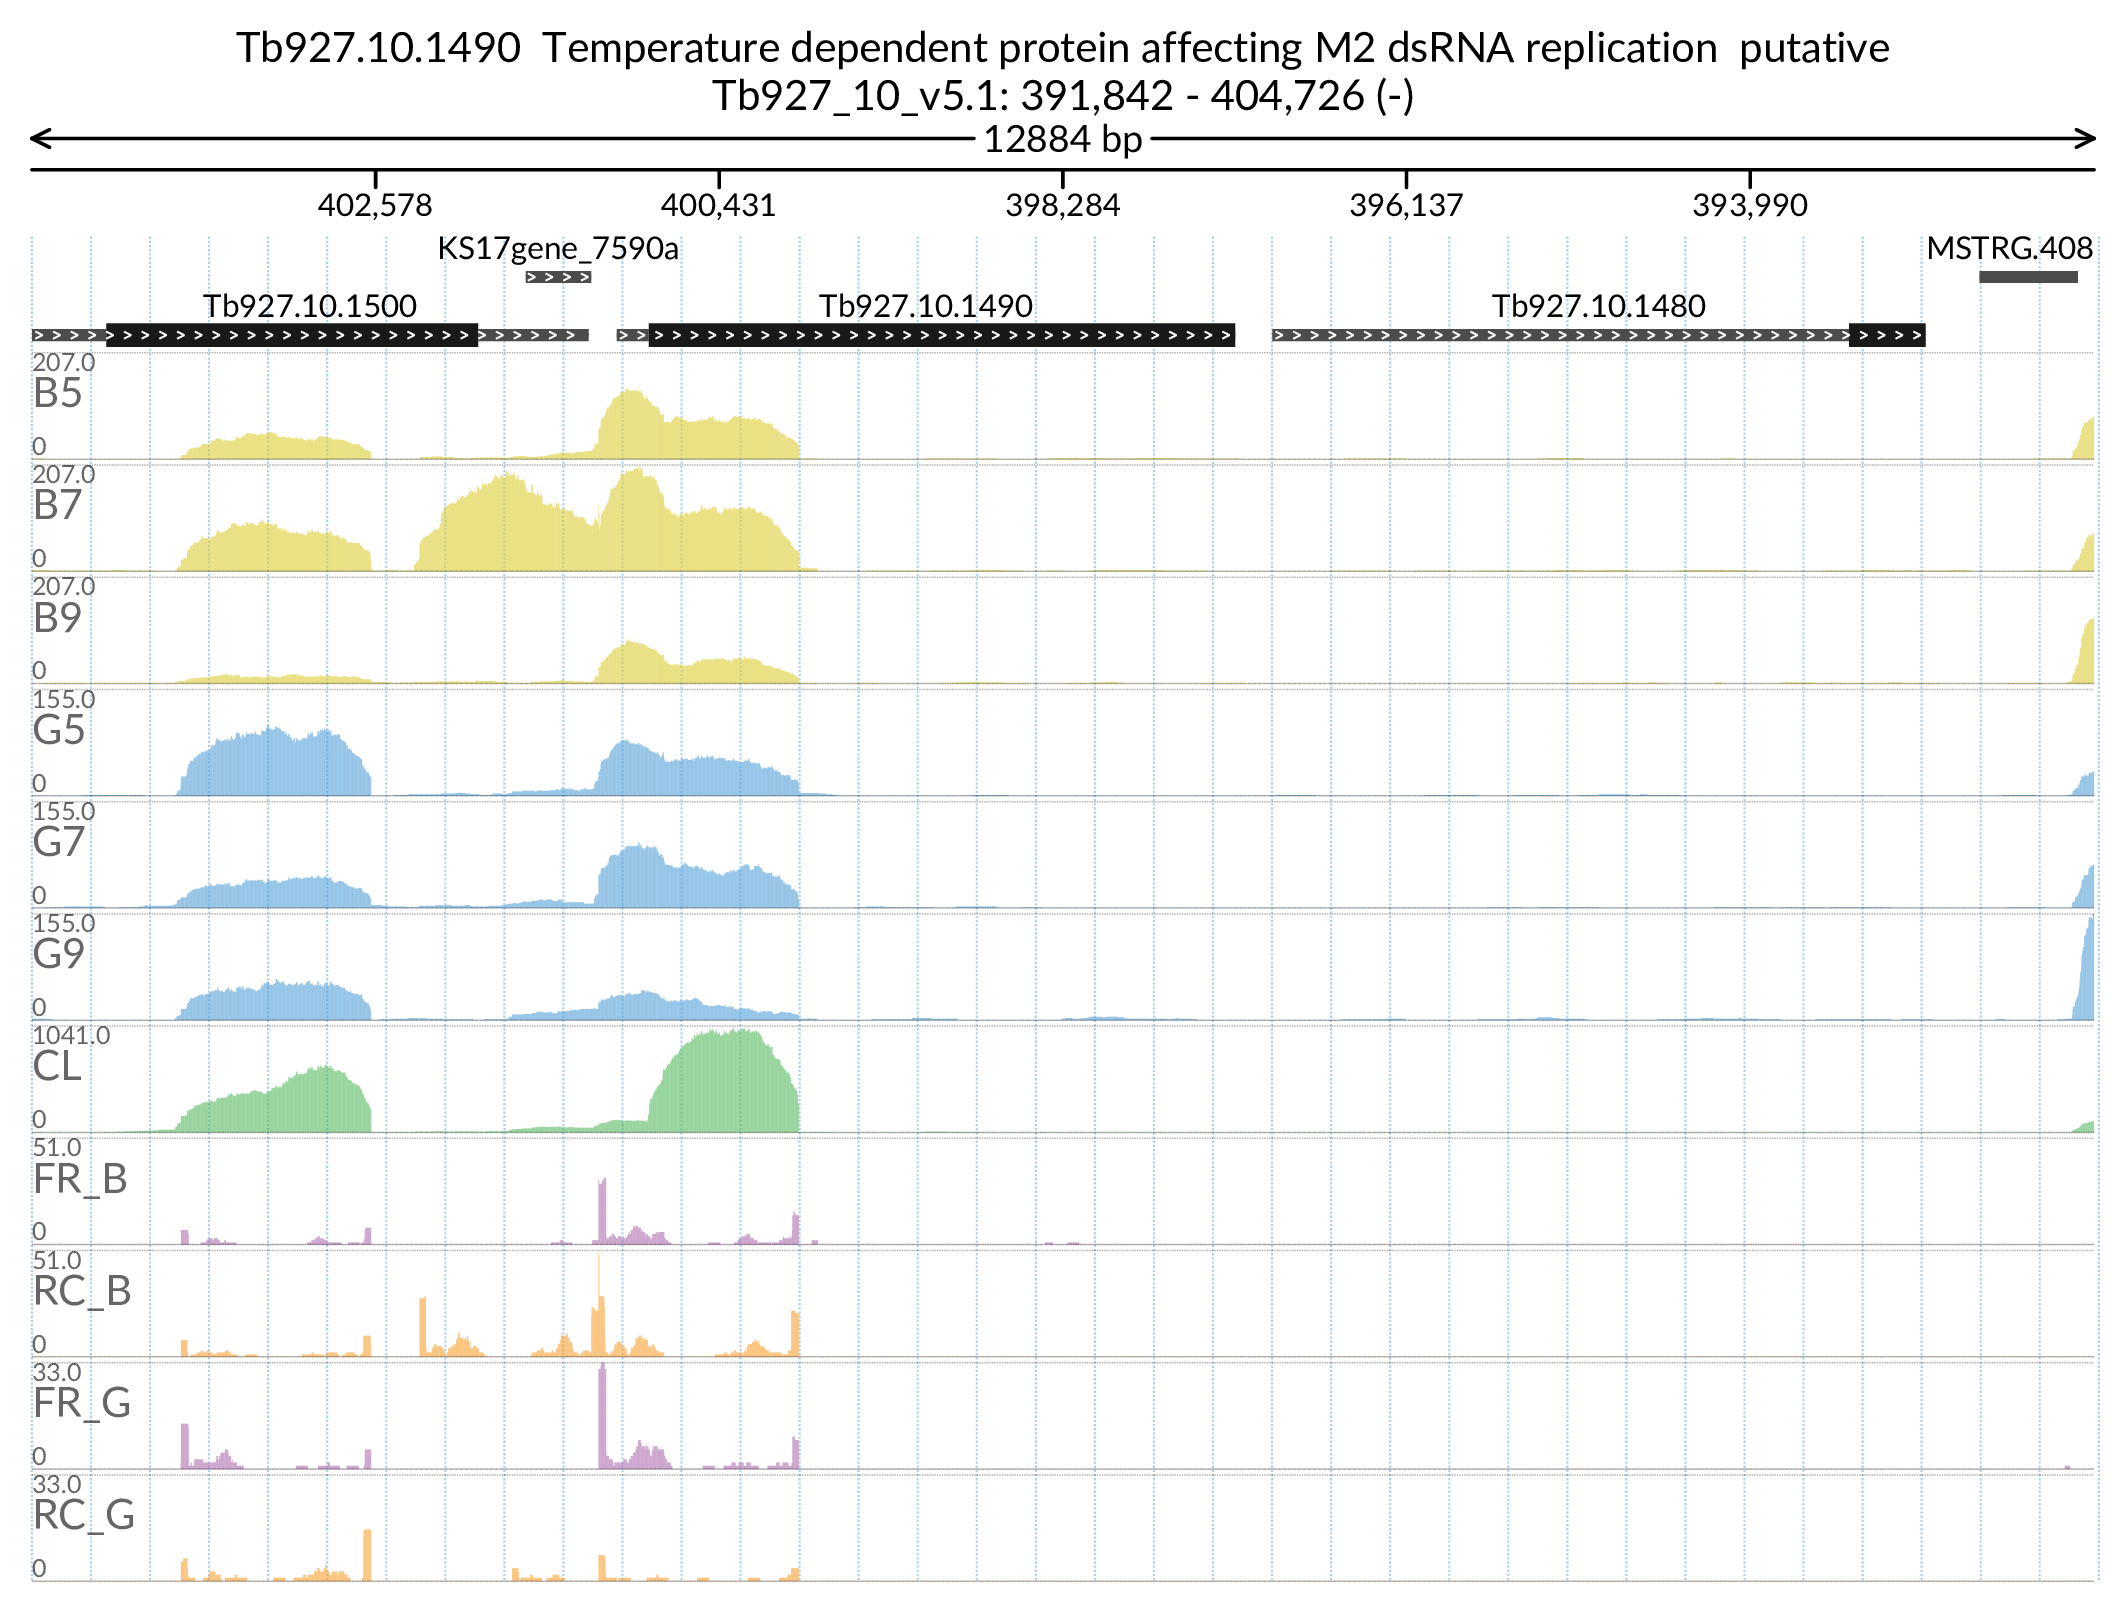 Tb927.10.1490  Temperature dependent protein affecting M2 dsRNA replication  putative
Tb927_10_v5.1: 391,842 - 404,726 (-)
12884 bp
402,578 400,431 398,284 396,137 393,990
KS17gene_7590a MSTRG.408
Tb927.10.1500 Tb927.10.1490 Tb927.10.1480
207.0
B5
0
207.0
B7
0
207.0
B9
0
155.0
G5
0
155.0
G7
0
155.0
G9
0
1041.0
CL
0
51.0
FR_B
0
51.0
RC_B
0
33.0
FR_G
0
33.0
RC_G
0